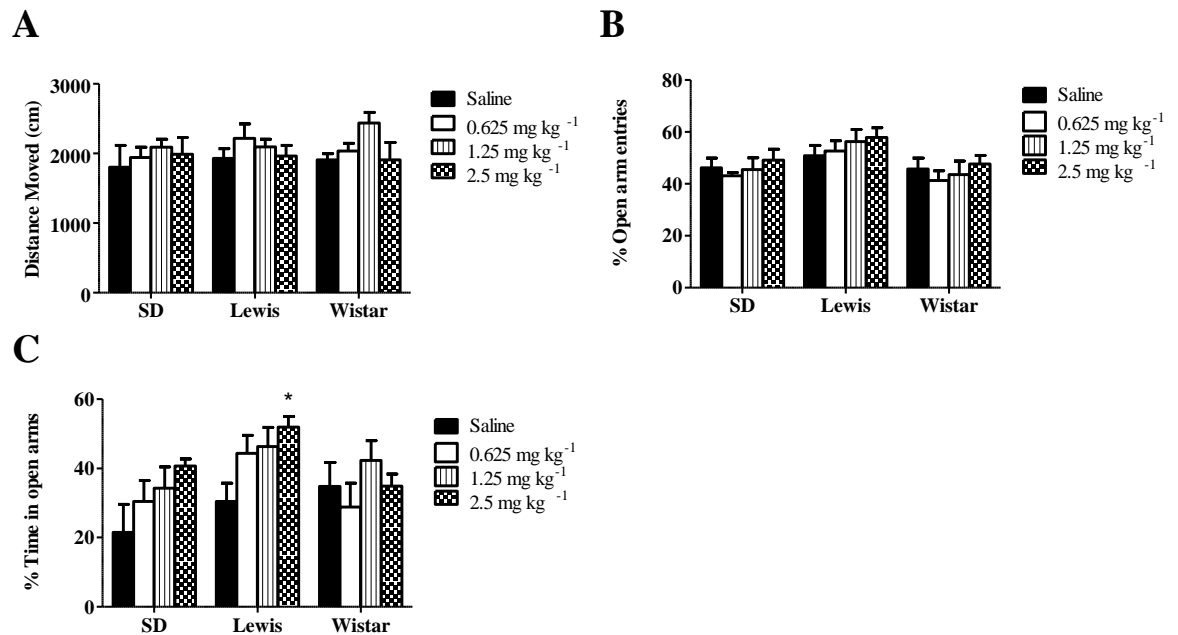 A
Distance Moved (cm)
3000
2000
1000
0
SD Lewis Wistar
Saline
0.625 mg kg -1
1.25 mg kg -1
2.5 mg kg -1
B
% Open arm entries
80
60
40
20
0
SD Lewis Wistar
Saline
0.625 mg kg-1
1.25 mg kg-1
2.5 mg kg -1
C
% Time in open arms
60
40
20
0
*
SD Lewis Wistar
Saline
0.625 mg kg-1
1.25 mg kg-1
2.5 mg kg -1